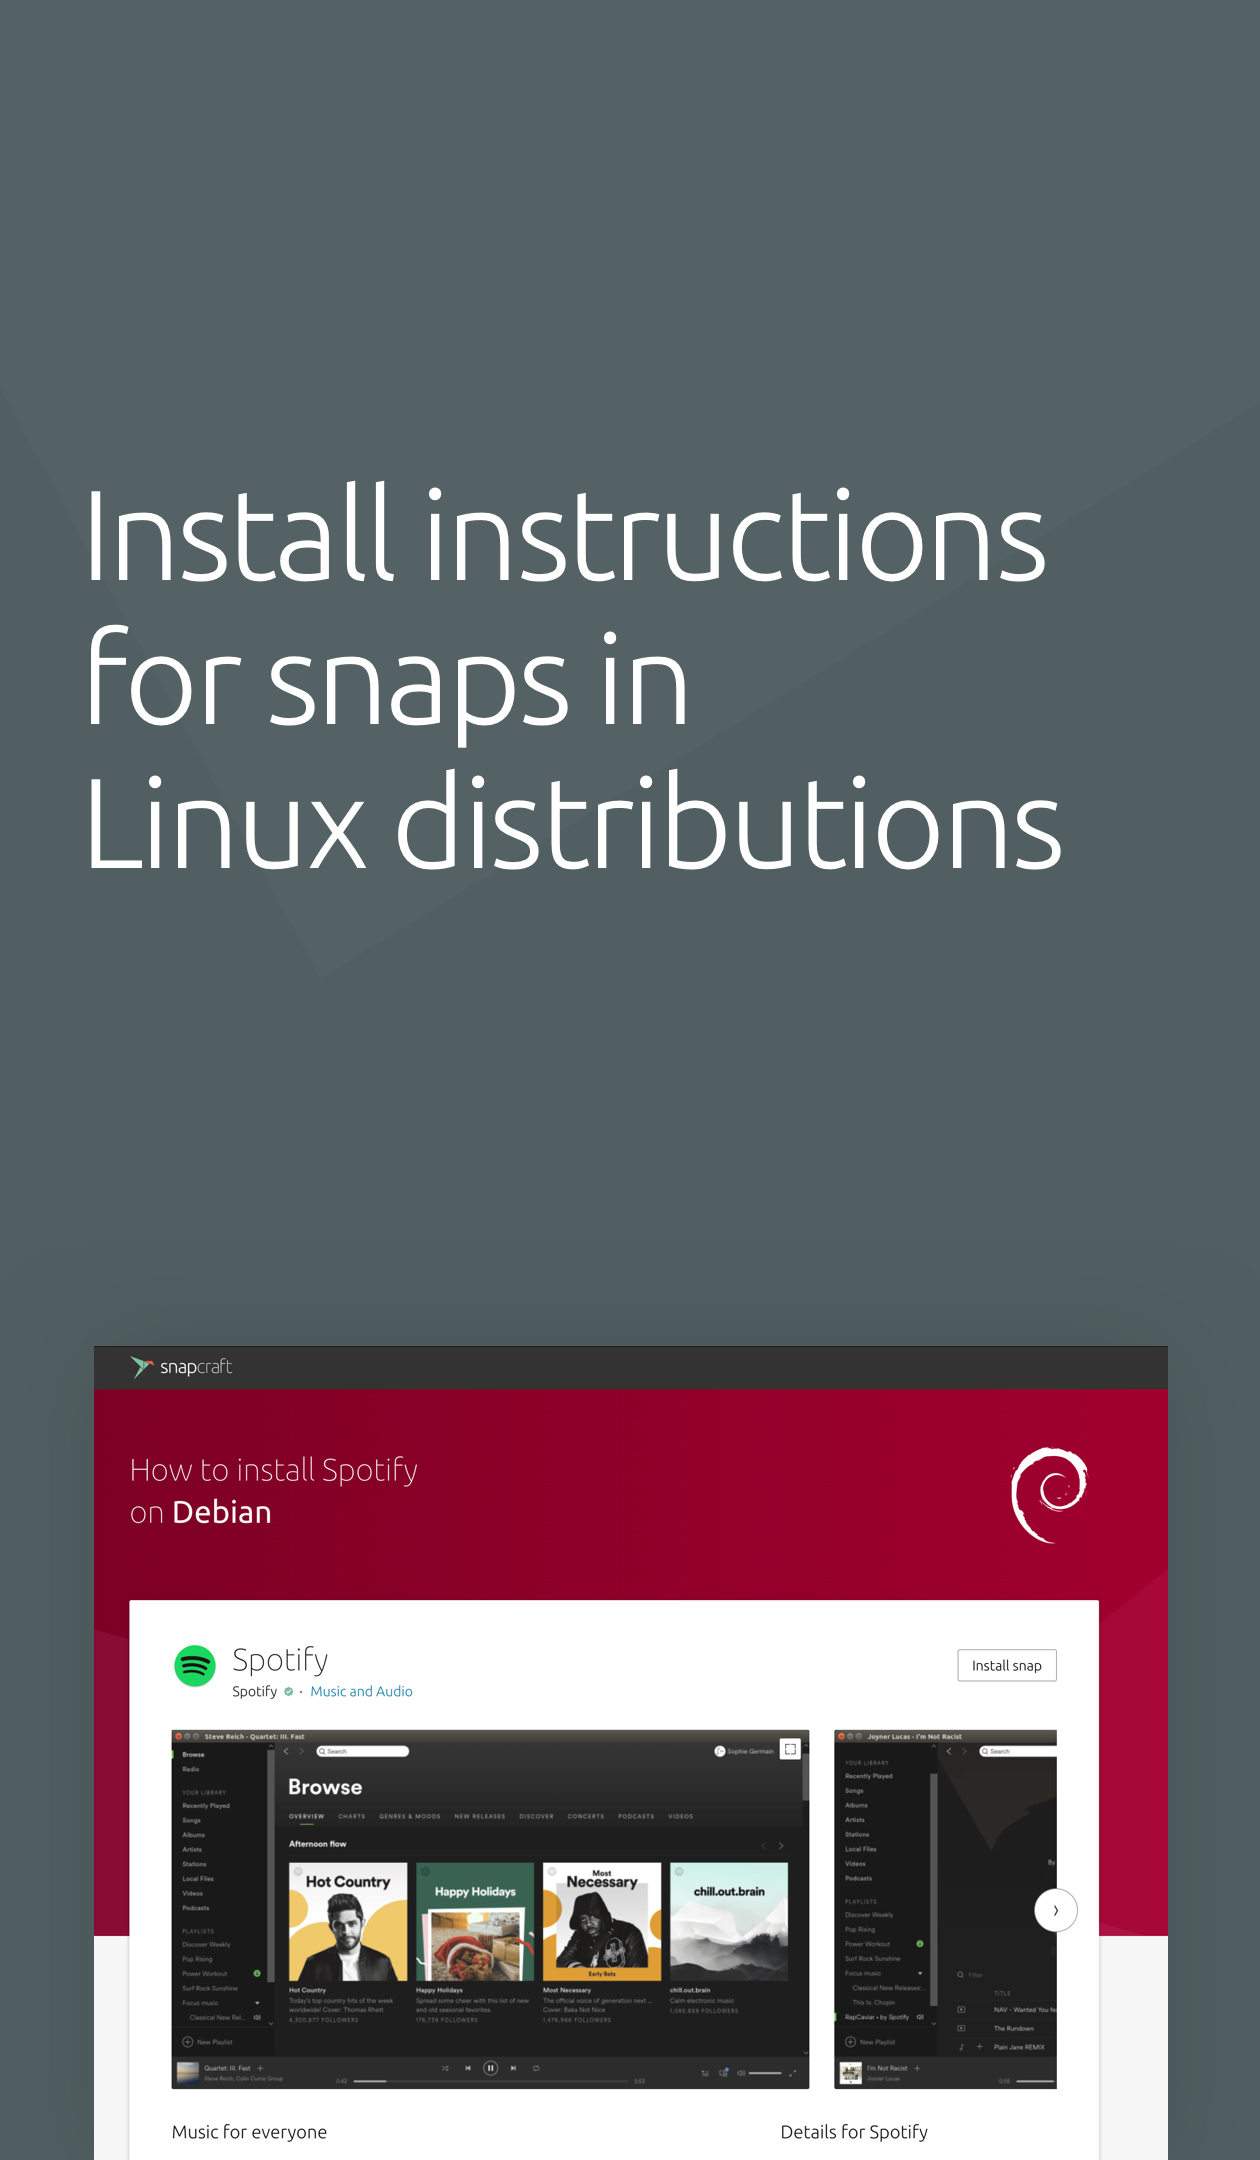 Install instructions
for snaps in
Linux distributions
snapcraft
How to install Spotify
on Debian
Spotify
Spotify · Music and Audio
Install snap
Steve Reich - Quartet: III. Fast
Browse
Radio
YOUR LIBRARY
Recently Played
Songs
Albums
Artists
Stations
Local Files
Videos
Podcasts
PLAYLISTS
Discover Weekly
Pop Rising
Power Workout
Surf Rock Sunshine
Focus music
Classical New Rel...
New Playlist
Quartet: III. Fast
Steve Reich, Colin Currie Group
Search
Sophie Germain
Browse
OVERVIEW CHARTS GENRES & MOODS NEW RELEASES DISCOVER CONCERTS PODCASTS VIDEOS
Afternoon flow
Hot Country
Happy Holidays
Most
Necessary
Early Bets
chill.out.brain
Hot Country
Today's top country hits of the week
worldwide! Cover: Thomas Rhett
4,300,877 FOLLOWERS
Happy Holidays
Spread some cheer with this list of new
and old seasonal favorites.
176,739 FOLLOWERS
Most Necessary
The official voice of generation next ...
Cover: Baka Not Nice
1,476,966 FOLLOWERS
chill.out.brain
Calm electronic music
1,085,659 FOLLOWERS
0:42
Joyner Lucas - I'm Not Racist
YOUR LIBRARY
Recently Played
Songs
Albums
Artists
Stations
Local Files
Videos
Podcasts
PLAYLISTS
Discover Weekly
Pop Rising
Power Workout
Surf Rock Sunshine
Focus music
Classical New Releases:...
This Is: Chopin
RapCaviar • by Spotify
New Playlist
I'm Not Racist
Joyner Lucas
Search
By
Filter
TITLE
NAV - Wanted You
The Rundown
Plain Jane REMIX
Music for everyone
Details for Spotify